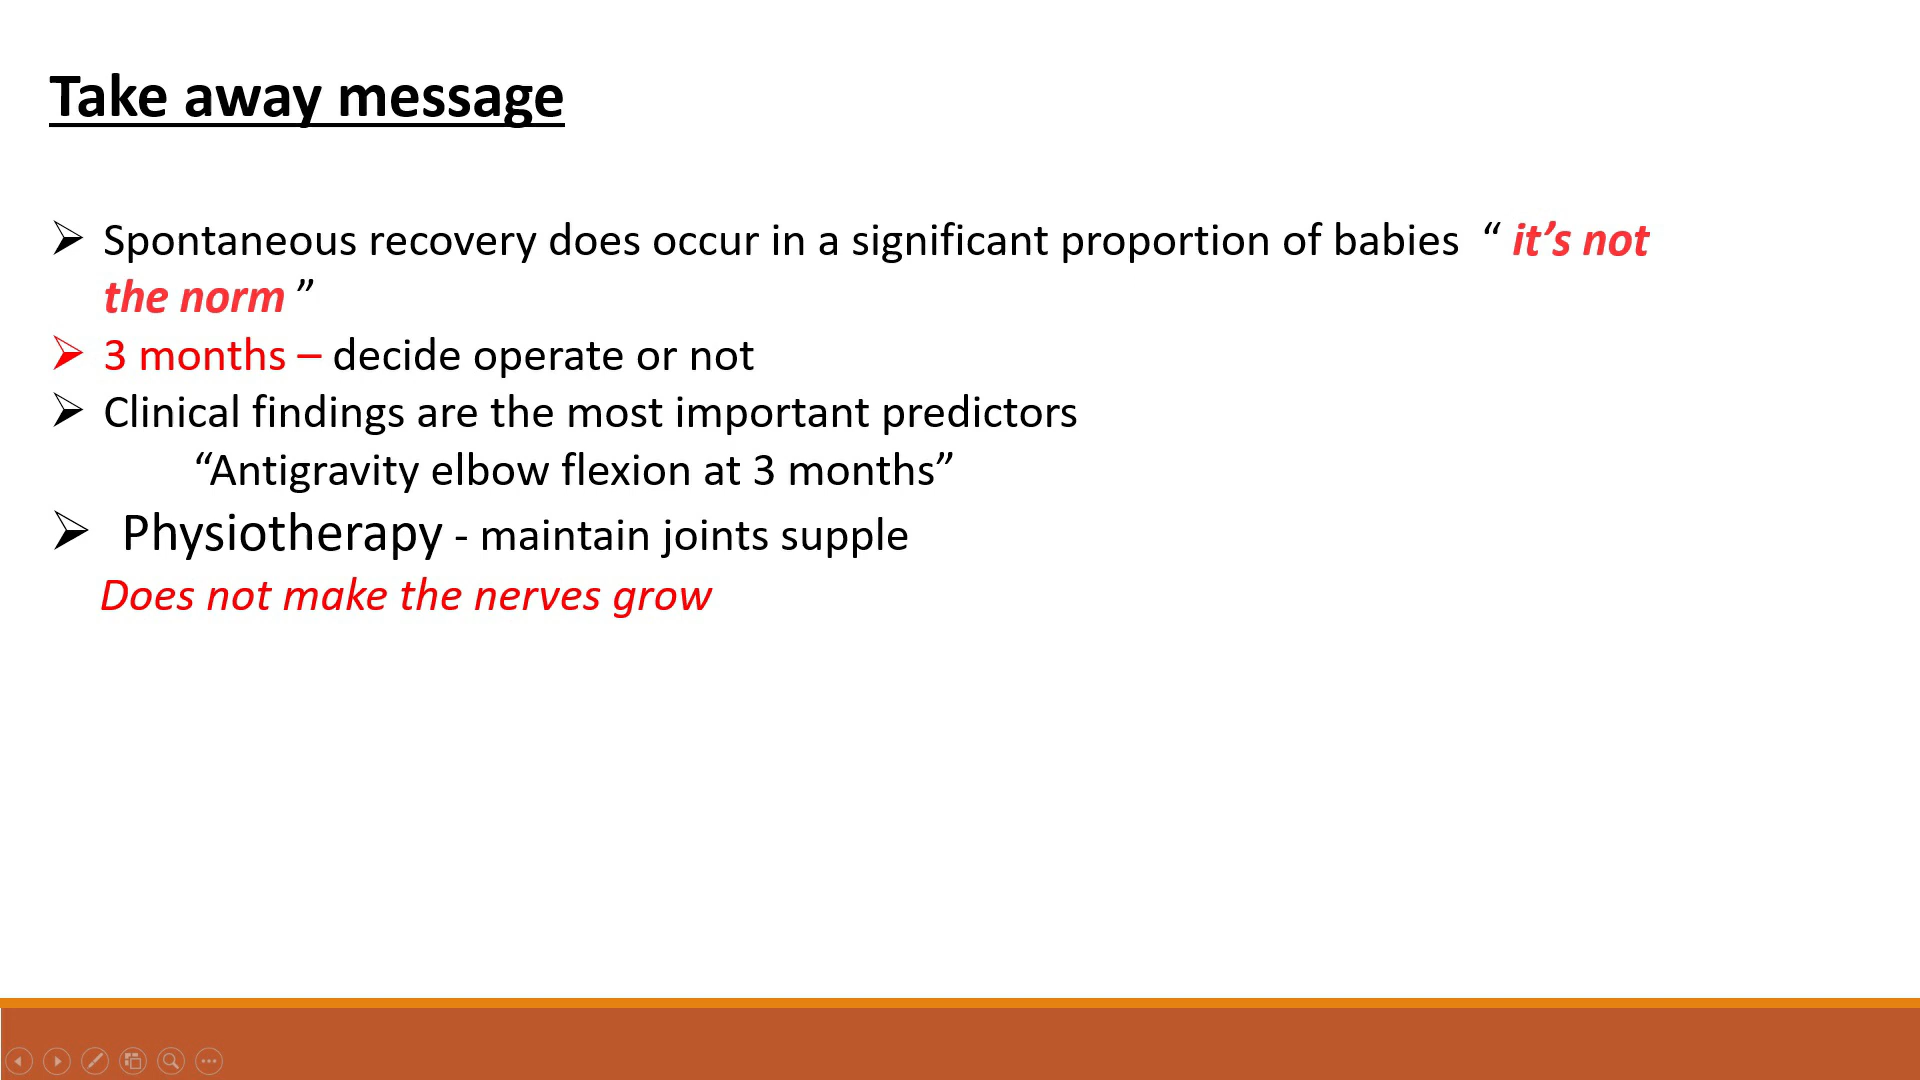 Take away message
Spontaneous recovery does occur in a significant proportion of babies “ it’s not
the norm ”
3 months – decide operate or not
Clinical findings are the most important predictors
“Antigravity elbow flexion at 3 months”
Physiotherapy - maintain joints supple
Does not make the nerves grow